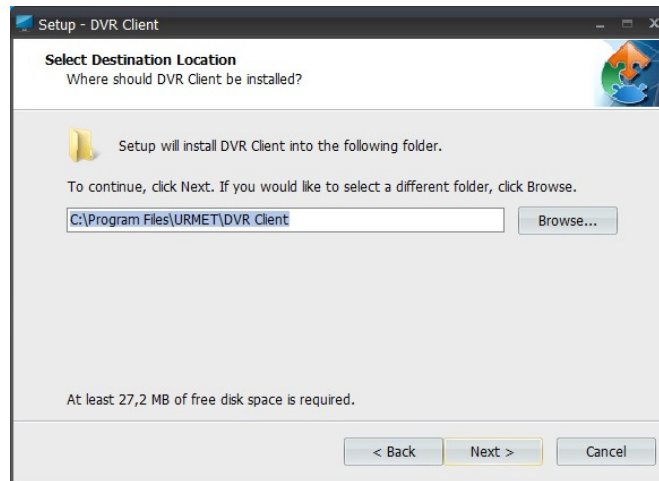 Setup - DVR Client
Select Destination Location
Where should DVR Client be installed?
Setup will install DVR Client into the following folder.
To continue, click Next. If you would like to select a different folder, click Browse.
C:\Program Files\URMET\DVR Client
Browse...
At least 27,2 MB of free disk space is required.
< Back
Next >
Cancel